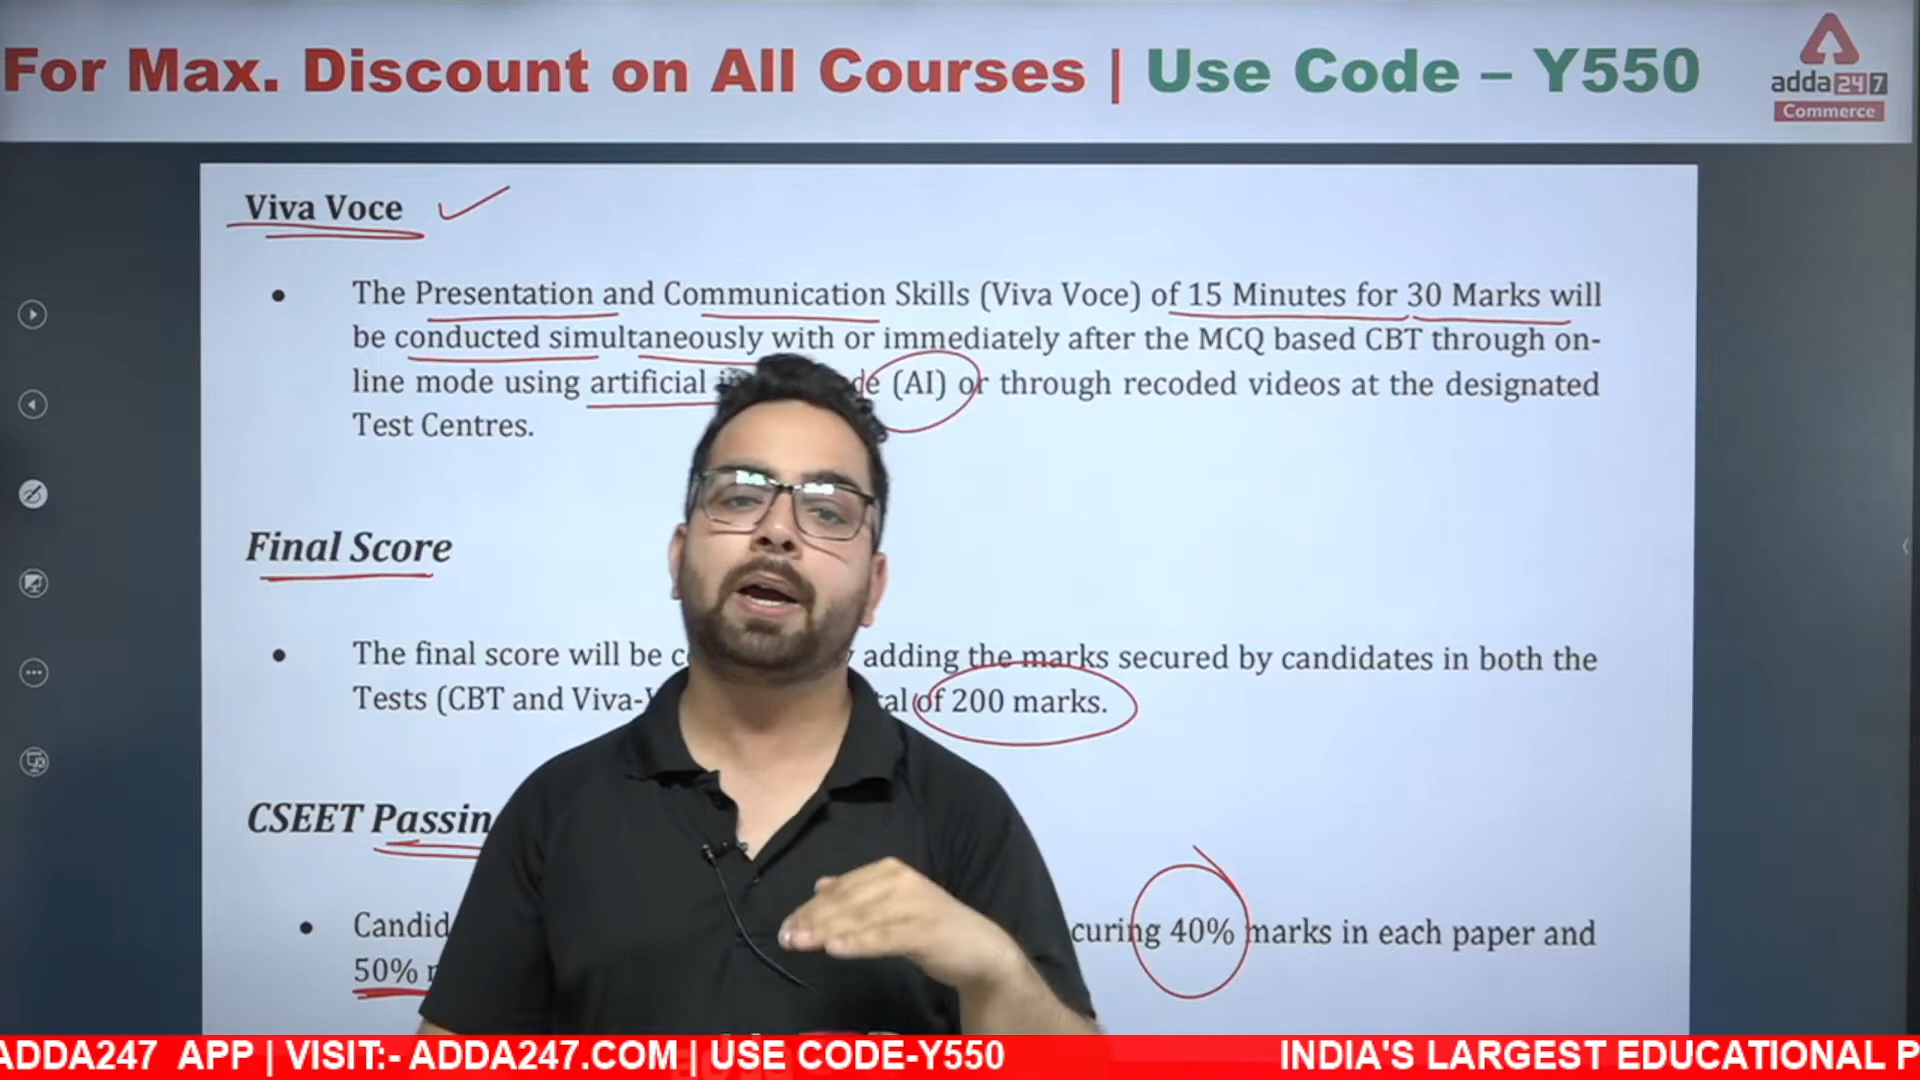 For Max. Discount on All Courses | Use Code – Y550
adda247
Commerce
Viva Voce
• The Presentation and Communication Skills (Viva Voce) of 15 Minutes for 30 Marks will
be conducted simultaneously with or immediately after the MCQ based CBT through on-
line mode using artificial (AI) or through recoded videos at the designated
Test Centres.
Final Score
• The final score will be adding the marks secured by candidates in both the
Tests (CBT and Viva- of 200 marks.
CSEET
• 40% marks in each paper and
50%
ADDA247 APP | VISIT:- ADDA247.COM | USE CODE-Y550
INDIA'S LARGEST EDUCATIONAL P